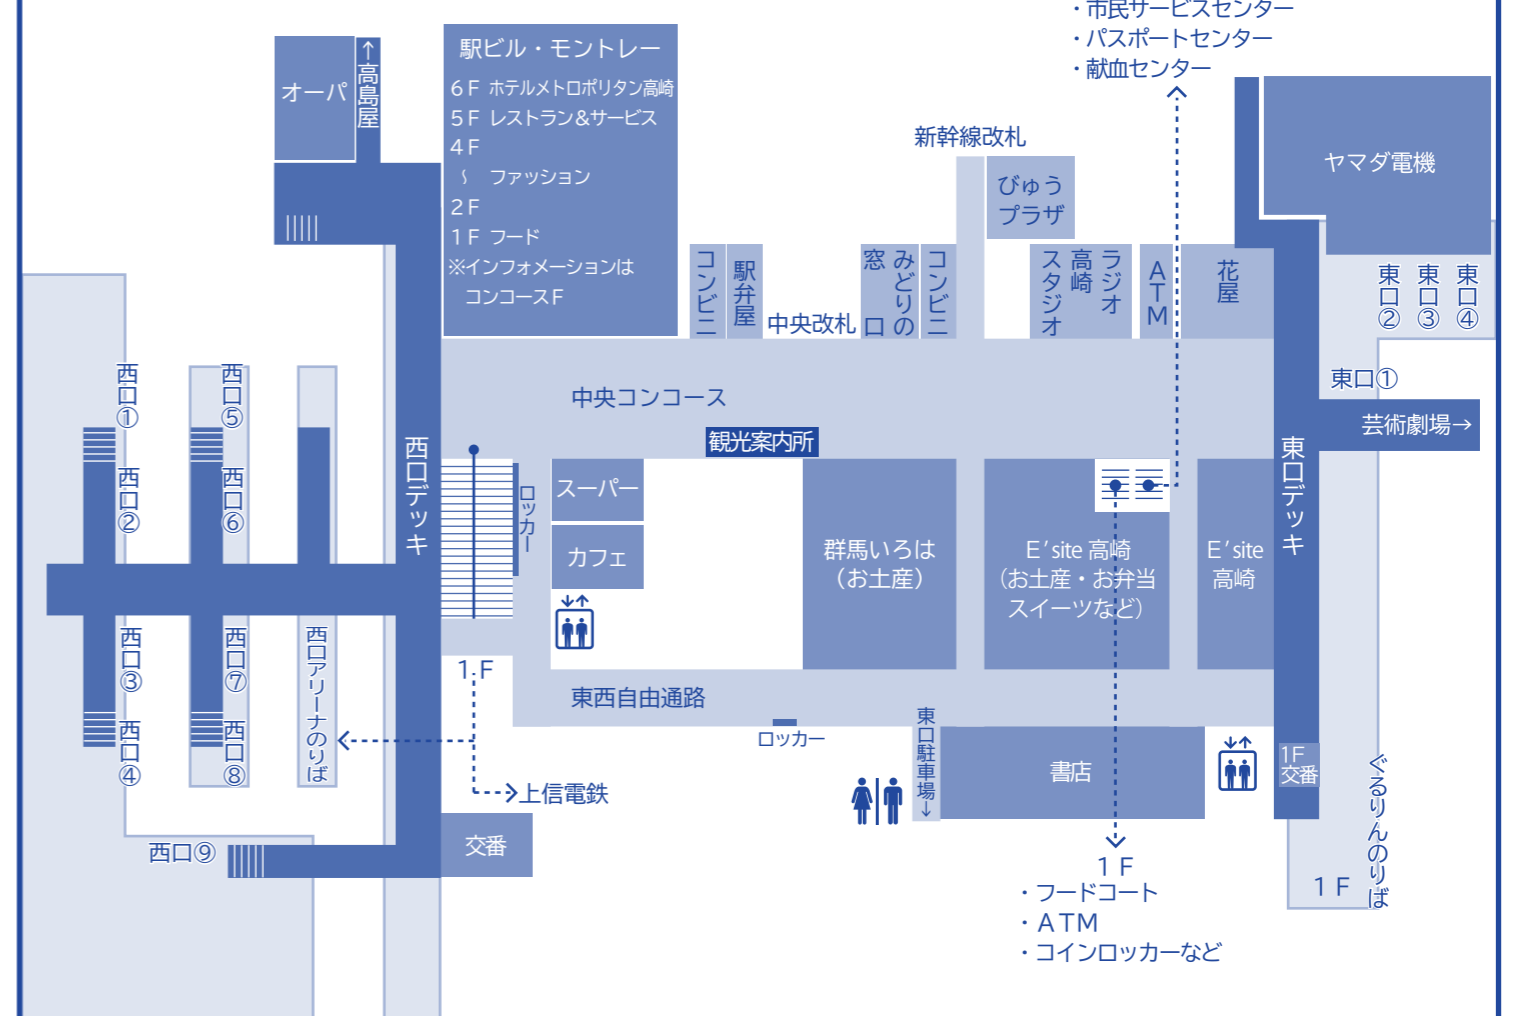 ・市民サービスセンター
・パスポートセンター
・献血センター
オーパ
↑高島屋
駅ビル・モントレー
6F ホテルメトロポリタン高崎
5F レストラン&サービス
4F
〜 ファッション
2F
1F フード
※インフォメーションは
コンコースF
新幹線改札
びゅう
プラザ
ヤマダ電機
コンビニ
駅弁屋
中央改札
みどりの
窓口
コンビニ
ラジオ
高崎
スタジオ
ATM
花屋
東口②
東口③
東口④
東口①
芸術劇場→
中央コンコース
観光案内所
西口①
西口⑤
西口②
西口⑥
西口デッキ
ロッカー
スーパー
カフェ
群馬いろは
(お土産)
E’site 高崎
(お土産・お弁当
スイーツなど)
E’site
高崎
東口デッキ
西口③
西口⑦
西口アリーナのりば
西口④
西口⑧
1F
東西自由通路
ロッカー
東口駐車場→
書店
1F
交番
ぐるりんのりば
上信電鉄
交番
西口⑨
1F
・フードコート
・ATM
・コインロッカーなど
1F